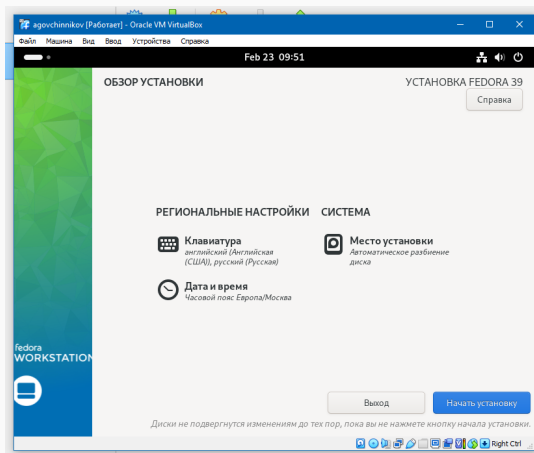 agovchinnikov [Работает] - Oracle VM VirtualBox
Файл Машина Вид Ввод Устройства Справка
Feb 23 09:51
ОБЗОР УСТАНОВКИ
УСТАНОВКА FEDORA 39
Справка
РЕГИОНАЛЬНЫЕ НАСТРОЙКИ
СИСТЕМА
Клавиатура
английский (Английская
(США)), русский (Русская)
Место установки
Автоматическое разбиение
диска
Дата и время
Часовой пояс Европа/Москва
fedora
WORKSTATION
Выход
Начать установку
Диски не подвергнутся изменениям до тех пор, пока вы не нажмете кнопку начала установки.
Right Ctrl